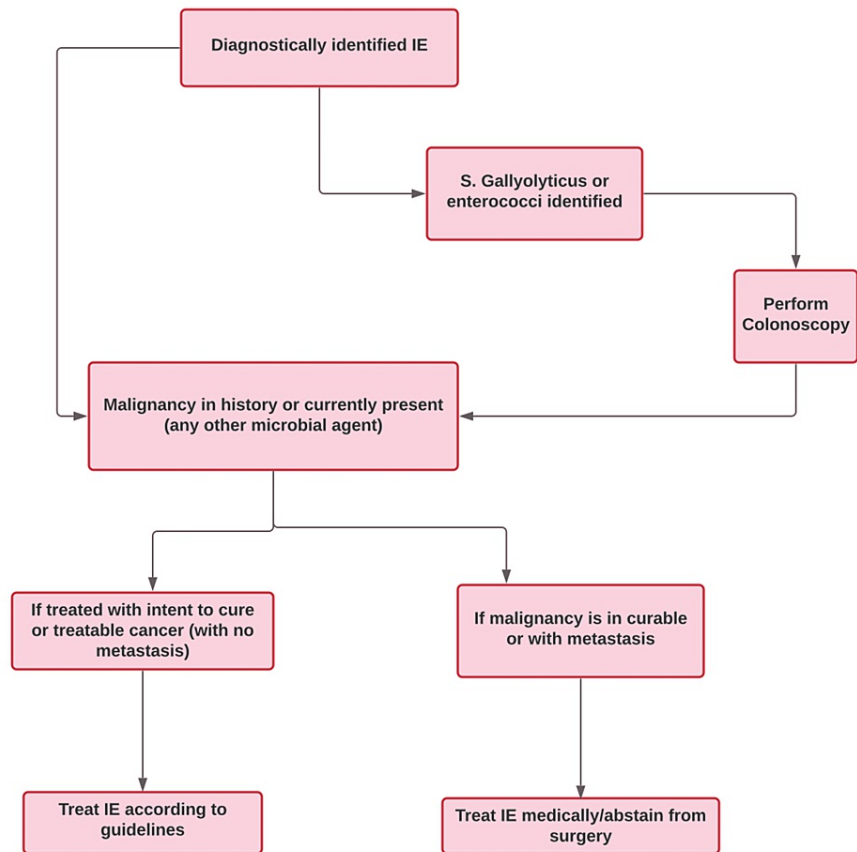 Diagnostically identified IE
S. Gallyolyticus or
enterococci identified
Perform
Colonoscopy
Malignancy in history or currently present
(any other microbial agent)
If treated with intent to cure
or treatable cancer (with no
metastasis)
If malignancy is in curable
or with metastasis
Treat IE according to
guidelines
Treat IE medically/abstain from
surgery